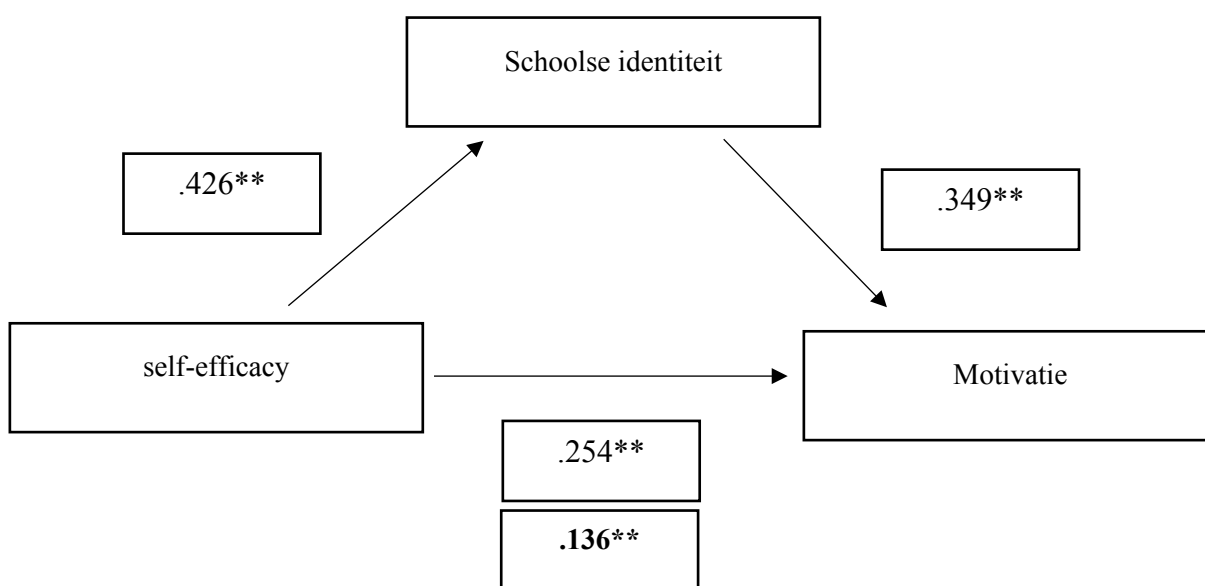 Schoolse identiteit
.426**
.349**
self-efficacy
Motivatie
.254**
.136**